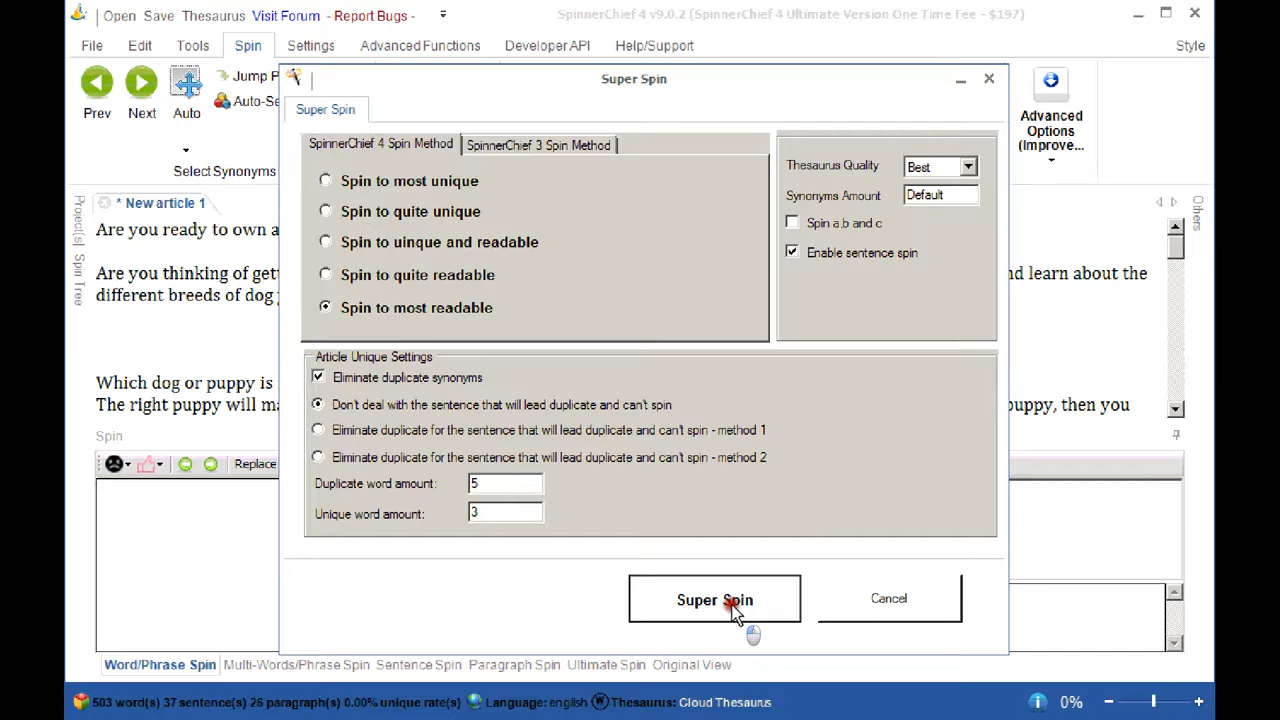 Open Save Thesaurus Visit Forum - Report Bugs - SpinnerChief 4 v9.0.2 (SpinnerChief 4 Ultimate Version One Time Fee - $197)
File Edit Tools Spin Settings Advanced Functions Developer API Help/Support Style
Prev Next Auto Jump P
Auto-Se
Select Synonyms
Advanced
Options
(Improve...
Super Spin
Super Spin
SpinnerChief 4 Spin Method SpinnerChief 3 Spin Method
Spin to most unique
Spin to quite unique
Spin to uinque and readable
Spin to quite readable
Spin to most readable
Thesaurus Quality Best
Synonyms Amount Default
Spin a,b and c
Enable sentence spin
Article Unique Settings
Eliminate duplicate synonyms
Don't deal with the sentence that will lead duplicate and can't spin
Eliminate duplicate for the sentence that will lead duplicate and can't spin - method 1
Eliminate duplicate for the sentence that will lead duplicate and can't spin - method 2
Duplicate word amount: 5
Unique word amount: 3
Super Spin Cancel
Project(s) Spin Tree
Others
* New article 1
Are you ready to own a
Are you thinking of gett nd learn about the
different breeds of dog
Which dog or puppy is
The right puppy will ma puppy, then you
Spin
Replace
Word/Phrase Spin Multi-Words/Phrase Spin Sentence Spin Paragraph Spin Ultimate Spin Original View
503 word(s) 37 sentence(s) 26 paragraph(s) 0.00% unique rate(s) Language: english Thesaurus: Cloud Thesaurus 0%